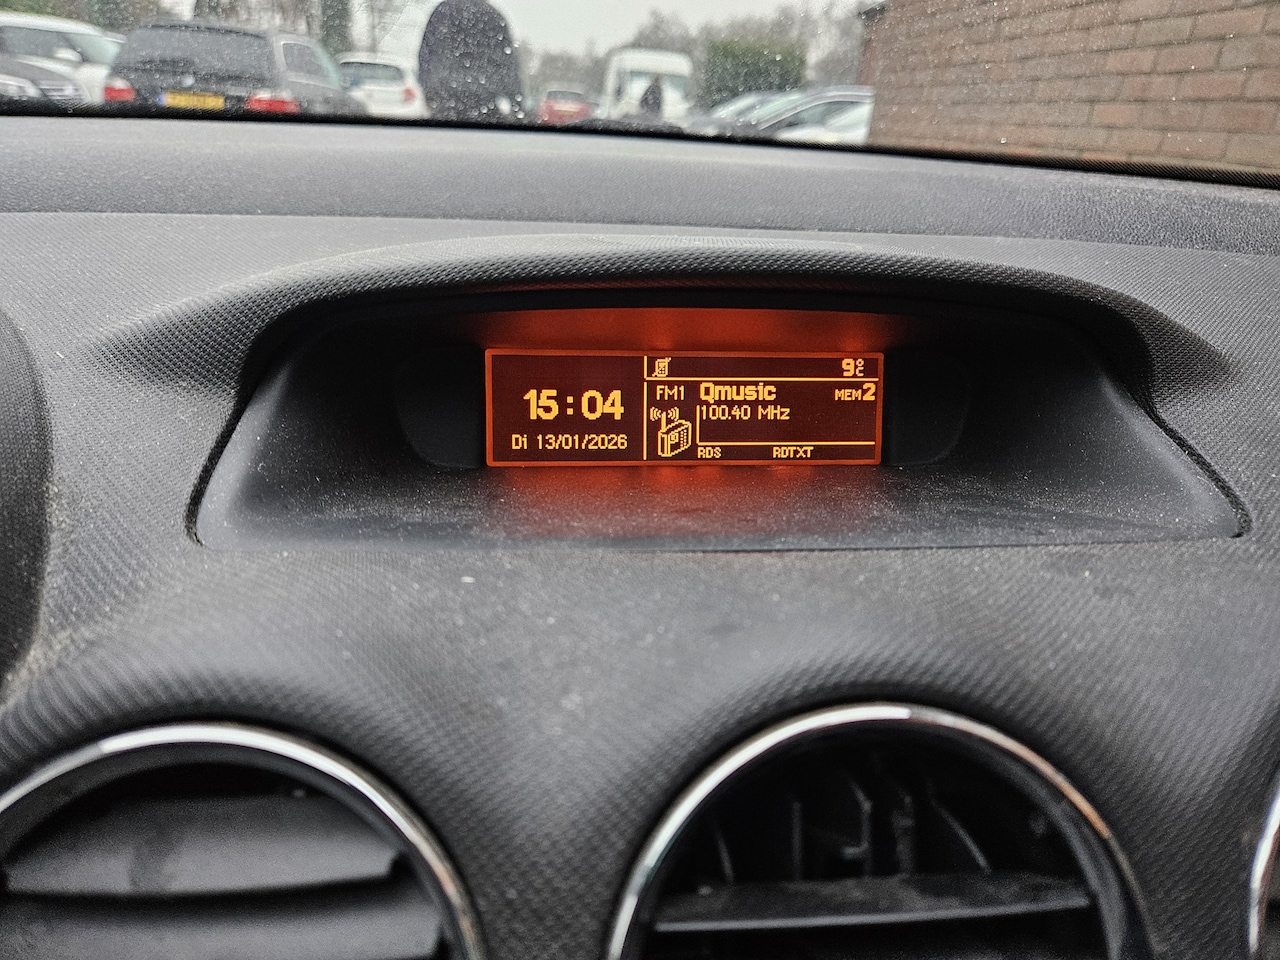 15:04
Di 13/01/2026
9°C
FM1 Qmusic MEM2
100.40 MHz
RDS RDTXT